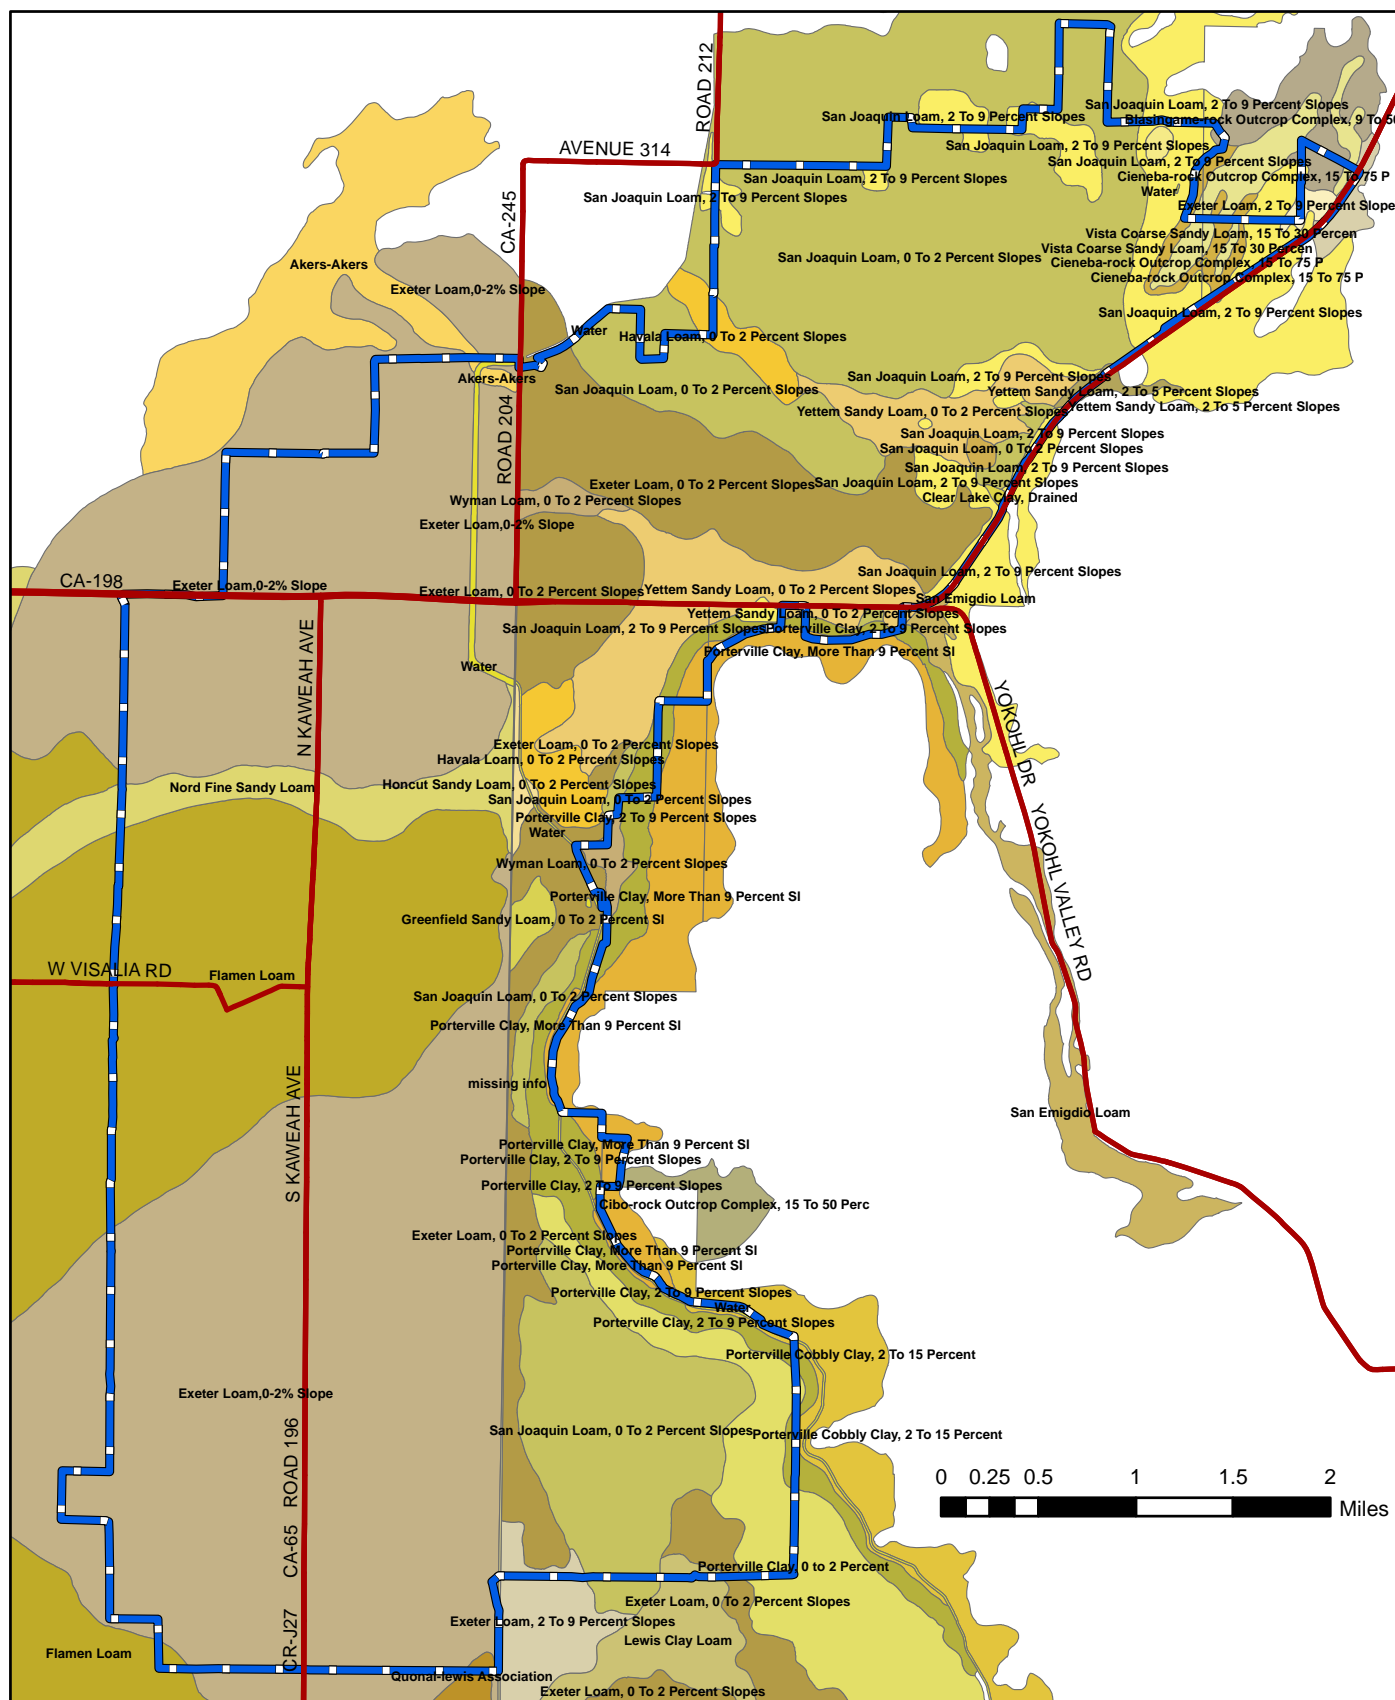 ROAD 212
San Joaquin Loam, 2 To 9 Percent Slopes
San Joaquin Loam, 2 To 9 Percent Slopes
Blasingame-rock Outcrop Complex, 9 To 50
AVENUE 314
San Joaquin Loam, 2 To 9 Percent Slopes
San Joaquin Loam, 2 To 9 Percent Slopes
San Joaquin Loam, 2 To 9 Percent Slopes
Cieneba-rock Outcrop Complex, 15 To 75 P
Water
San Joaquin Loam, 2 To 9 Percent Slopes
Exeter Loam, 2 To 9 Percent Slope
CA-245
Vista Coarse Sandy Loam, 15 To 30 Percen
Vista Coarse Sandy Loam, 15 To 30 Percen
San Joaquin Loam, 0 To 2 Percent Slopes
Cieneba-rock Outcrop Complex, 15 To 75 P
Akers-Akers
Cieneba-rock Outcrop Complex, 15 To 75 P
Exeter Loam,0-2% Slope
San Joaquin Loam, 2 To 9 Percent Slopes
Water
Havala Loam, 0 To 2 Percent Slopes
Akers-Akers
San Joaquin Loam, 2 To 9 Percent Slopes
San Joaquin Loam, 0 To 2 Percent Slopes
Yettem Sandy Loam, 2 To 5 Percent Slopes
Yettem Sandy Loam, 2 To 5 Percent Slopes
Yettem Sandy Loam, 0 To 2 Percent Slopes
ROAD 204
San Joaquin Loam, 2 To 9 Percent Slopes
San Joaquin Loam, 0 To 2 Percent Slopes
San Joaquin Loam, 2 To 9 Percent Slopes
Exeter Loam, 0 To 2 Percent Slopes
San Joaquin Loam, 2 To 9 Percent Slopes
Wyman Loam, 0 To 2 Percent Slopes
Clear Lake Clay, Drained
Exeter Loam,0-2% Slope
San Joaquin Loam, 2 To 9 Percent Slopes
CA-198
Exeter Loam,0-2% Slope
Exeter Loam, 0 To 2 Percent Slopes
Yettem Sandy Loam, 0 To 2 Percent Slopes
San Emigdio Loam
Yettem Sandy Loam, 0 To 2 Percent Slopes
San Joaquin Loam, 2 To 9 Percent Slopes
Porterville Clay, 2 To 9 Percent Slopes
Porterville Clay, More Than 9 Percent Sl
N KAWEAH AVE
Water
YOKOHL DR
Exeter Loam, 0 To 2 Percent Slopes
Havala Loam, 0 To 2 Percent Slopes
Nord Fine Sandy Loam
Honcut Sandy Loam, 0 To 2 Percent Slopes
San Joaquin Loam, 0 To 2 Percent Slopes
Porterville Clay, 2 To 9 Percent Slopes
Water
YOKOHL VALLEY RD
Wyman Loam, 0 To 2 Percent Slopes
Porterville Clay, More Than 9 Percent Sl
Greenfield Sandy Loam, 0 To 2 Percent Sl
W VISALIA RD
Flamen Loam
San Joaquin Loam, 0 To 2 Percent Slopes
Porterville Clay, More Than 9 Percent Sl
missing info
S KAWEAH AVE
San Emigdio Loam
Porterville Clay, More Than 9 Percent Sl
Porterville Clay, 2 To 9 Percent Slopes
Porterville Clay, 2 To 9 Percent Slopes
Cibo-rock Outcrop Complex, 15 To 50 Perc
Exeter Loam, 0 To 2 Percent Slopes
Porterville Clay, More Than 9 Percent Sl
Porterville Clay, More Than 9 Percent Sl
Porterville Clay, 2 To 9 Percent Slopes
Water
Porterville Clay, 2 To 9 Percent Slopes
Porterville Cobbly Clay, 2 To 15 Percent
Exeter Loam,0-2% Slope
San Joaquin Loam, 0 To 2 Percent Slopes
Porterville Cobbly Clay, 2 To 15 Percent
ROAD 196
0 0.25 0.5 1 1.5 2
Miles
CA-65
Porterville Clay, 0 to 2 Percent
Exeter Loam, 0 To 2 Percent Slopes
Exeter Loam, 2 To 9 Percent Slopes
CR-J27
Lewis Clay Loam
Flamen Loam
Quonal-lewis Association
Exeter Loam, 0 To 2 Percent Slopes